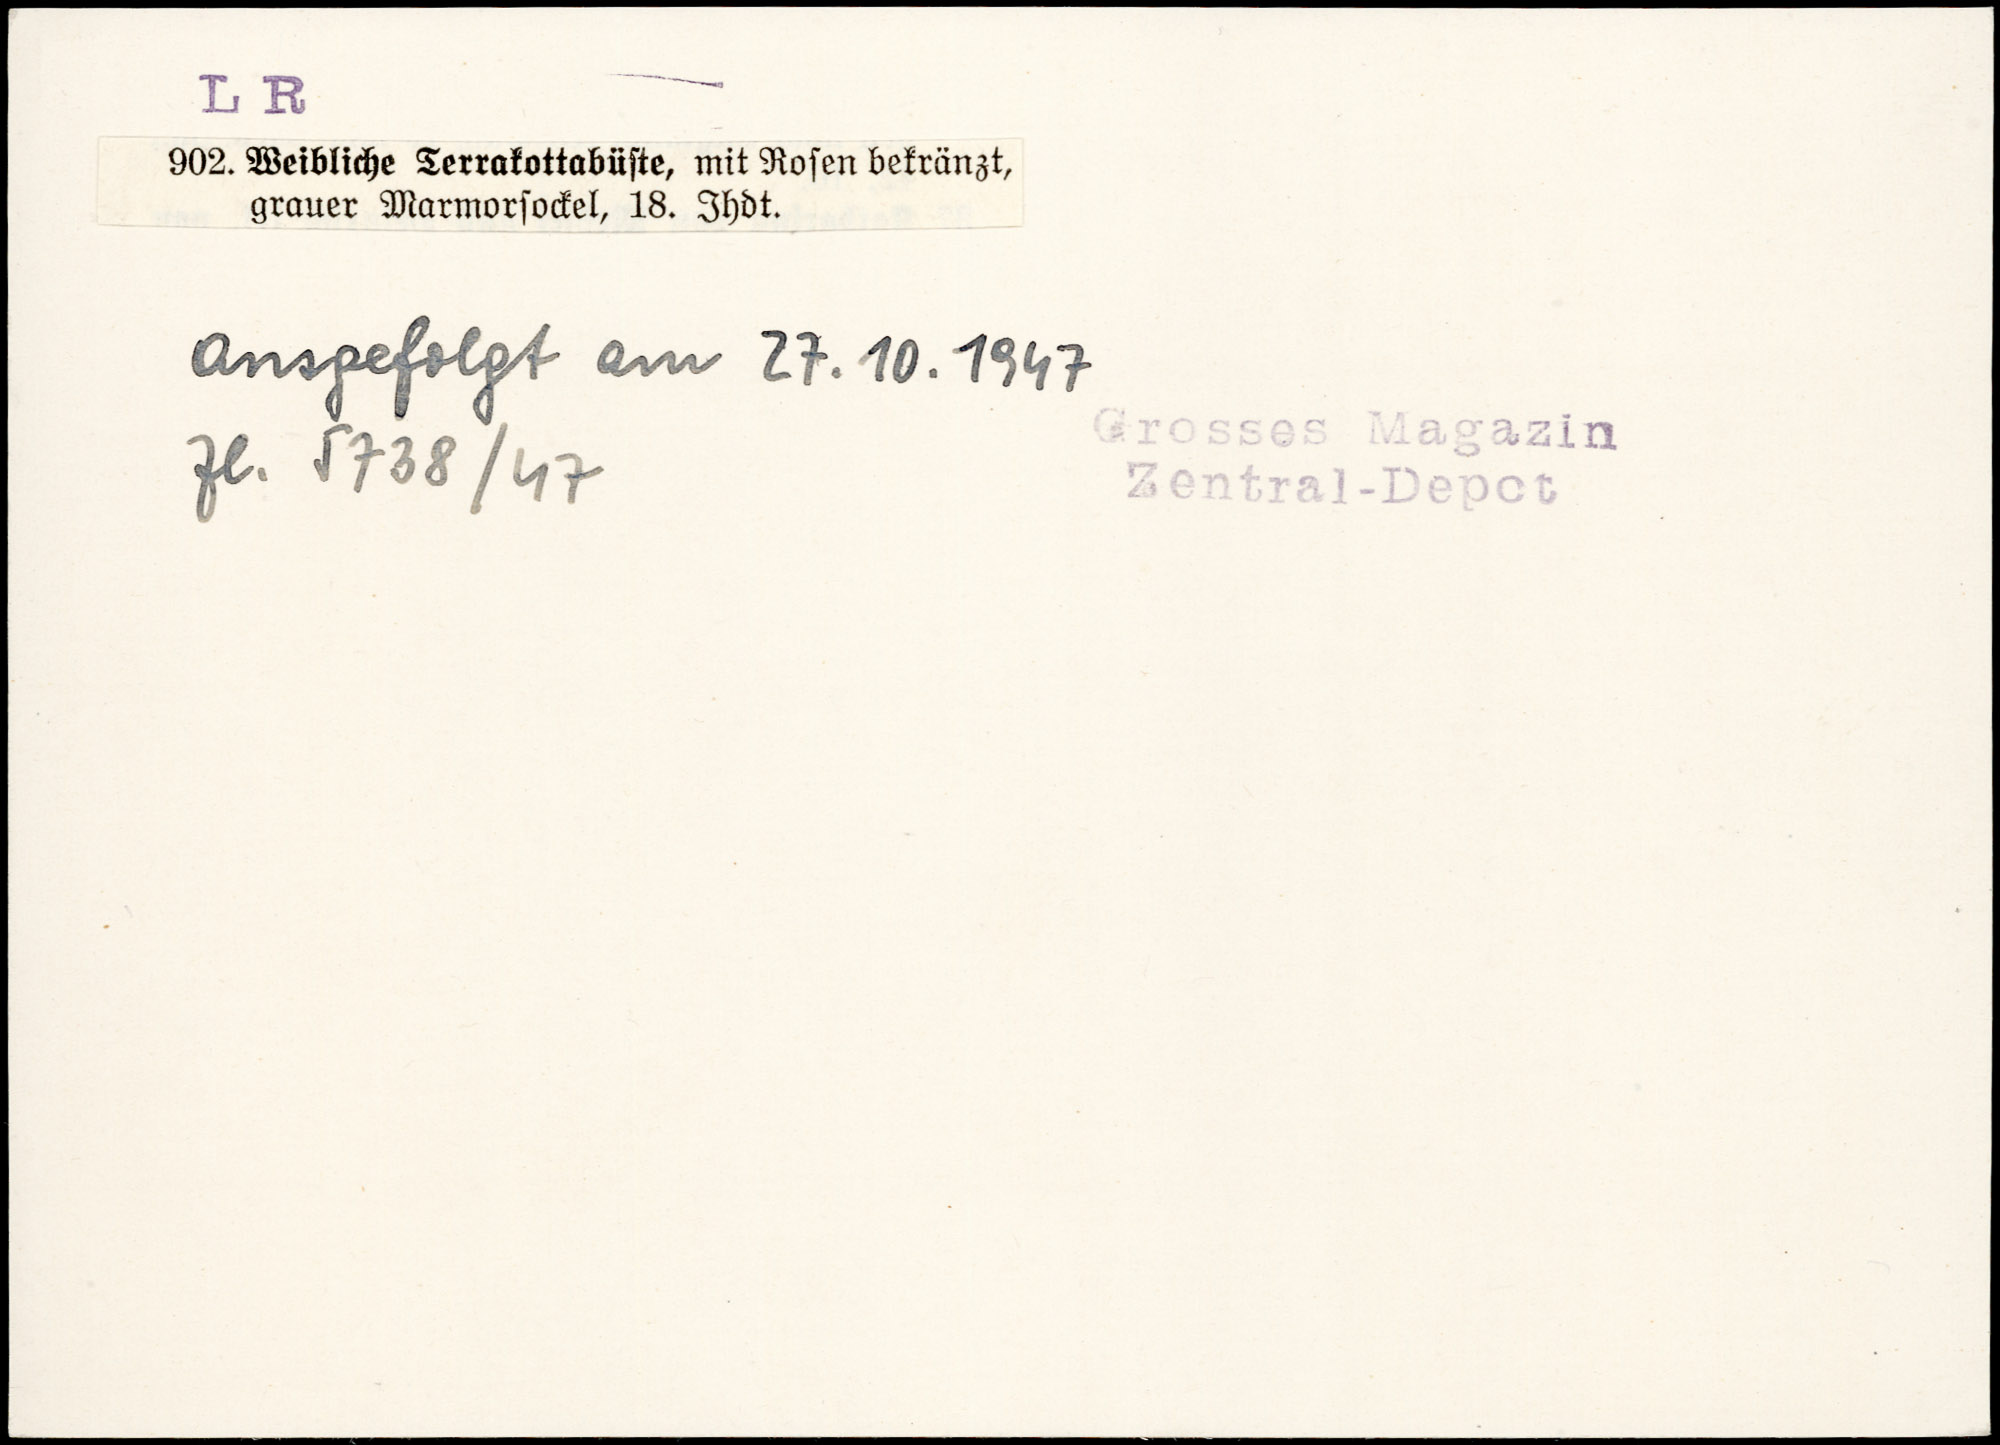 L R
902. Weibliche Terrakottabüste, mit Rosen bekränzt,
grauer Marmorsockel, 18. Jhdt.
ausgefolgt am 27. 10. 1947
Zl. 5738/47
Grosses Magazin
Zentral-Depot